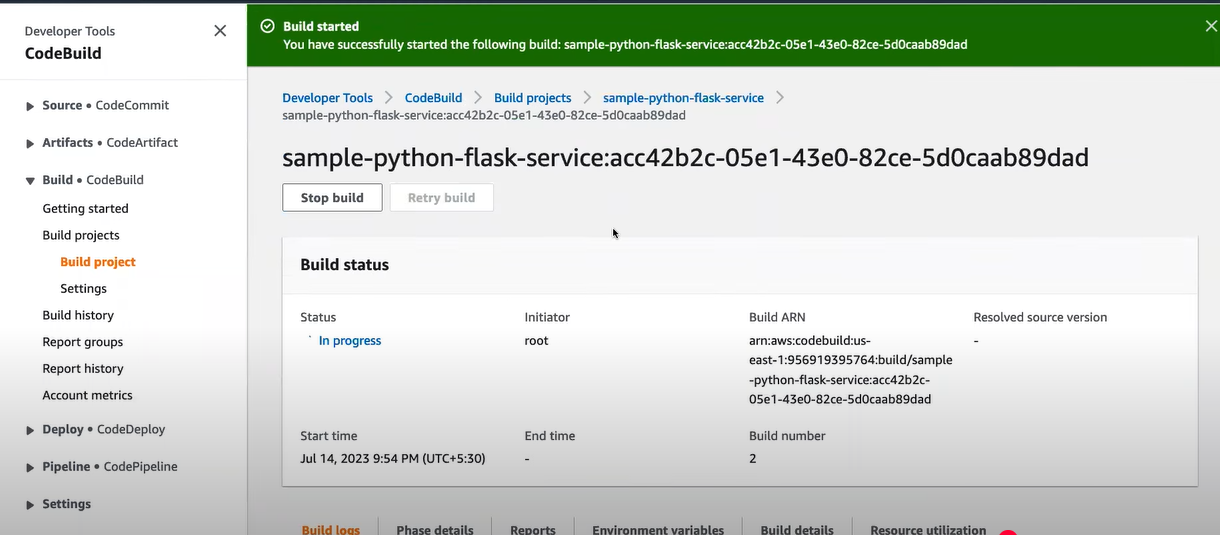 Developer Tools
CodeBuild
Source • CodeCommit
Artifacts • CodeArtifact
Build • CodeBuild
Getting started
Build projects
Build project
Settings
Build history
Report groups
Report history
Account metrics
Deploy • CodeDeploy
Pipeline • CodePipeline
Settings
Build started
You have successfully started the following build: sample-python-flask-service:acc42b2c-05e1-43e0-82ce-5d0caab89dad
Developer Tools > CodeBuild > Build projects > sample-python-flask-service >
sample-python-flask-service:acc42b2c-05e1-43e0-82ce-5d0caab89dad
sample-python-flask-service:acc42b2c-05e1-43e0-82ce-5d0caab89dad
Stop build Retry build
Build status
Status Initiator Build ARN Resolved source version
In progress root arn:aws:codebuild:us- -
east-1:956919395764:build/sample
-python-flask-service:acc42b2c-
05e1-43e0-82ce-5d0caab89dad
Start time End time Build number
Jul 14, 2023 9:54 PM (UTC+5:30) - 2
Build logs Phase details Reports Environment variables Build details Resource utilization